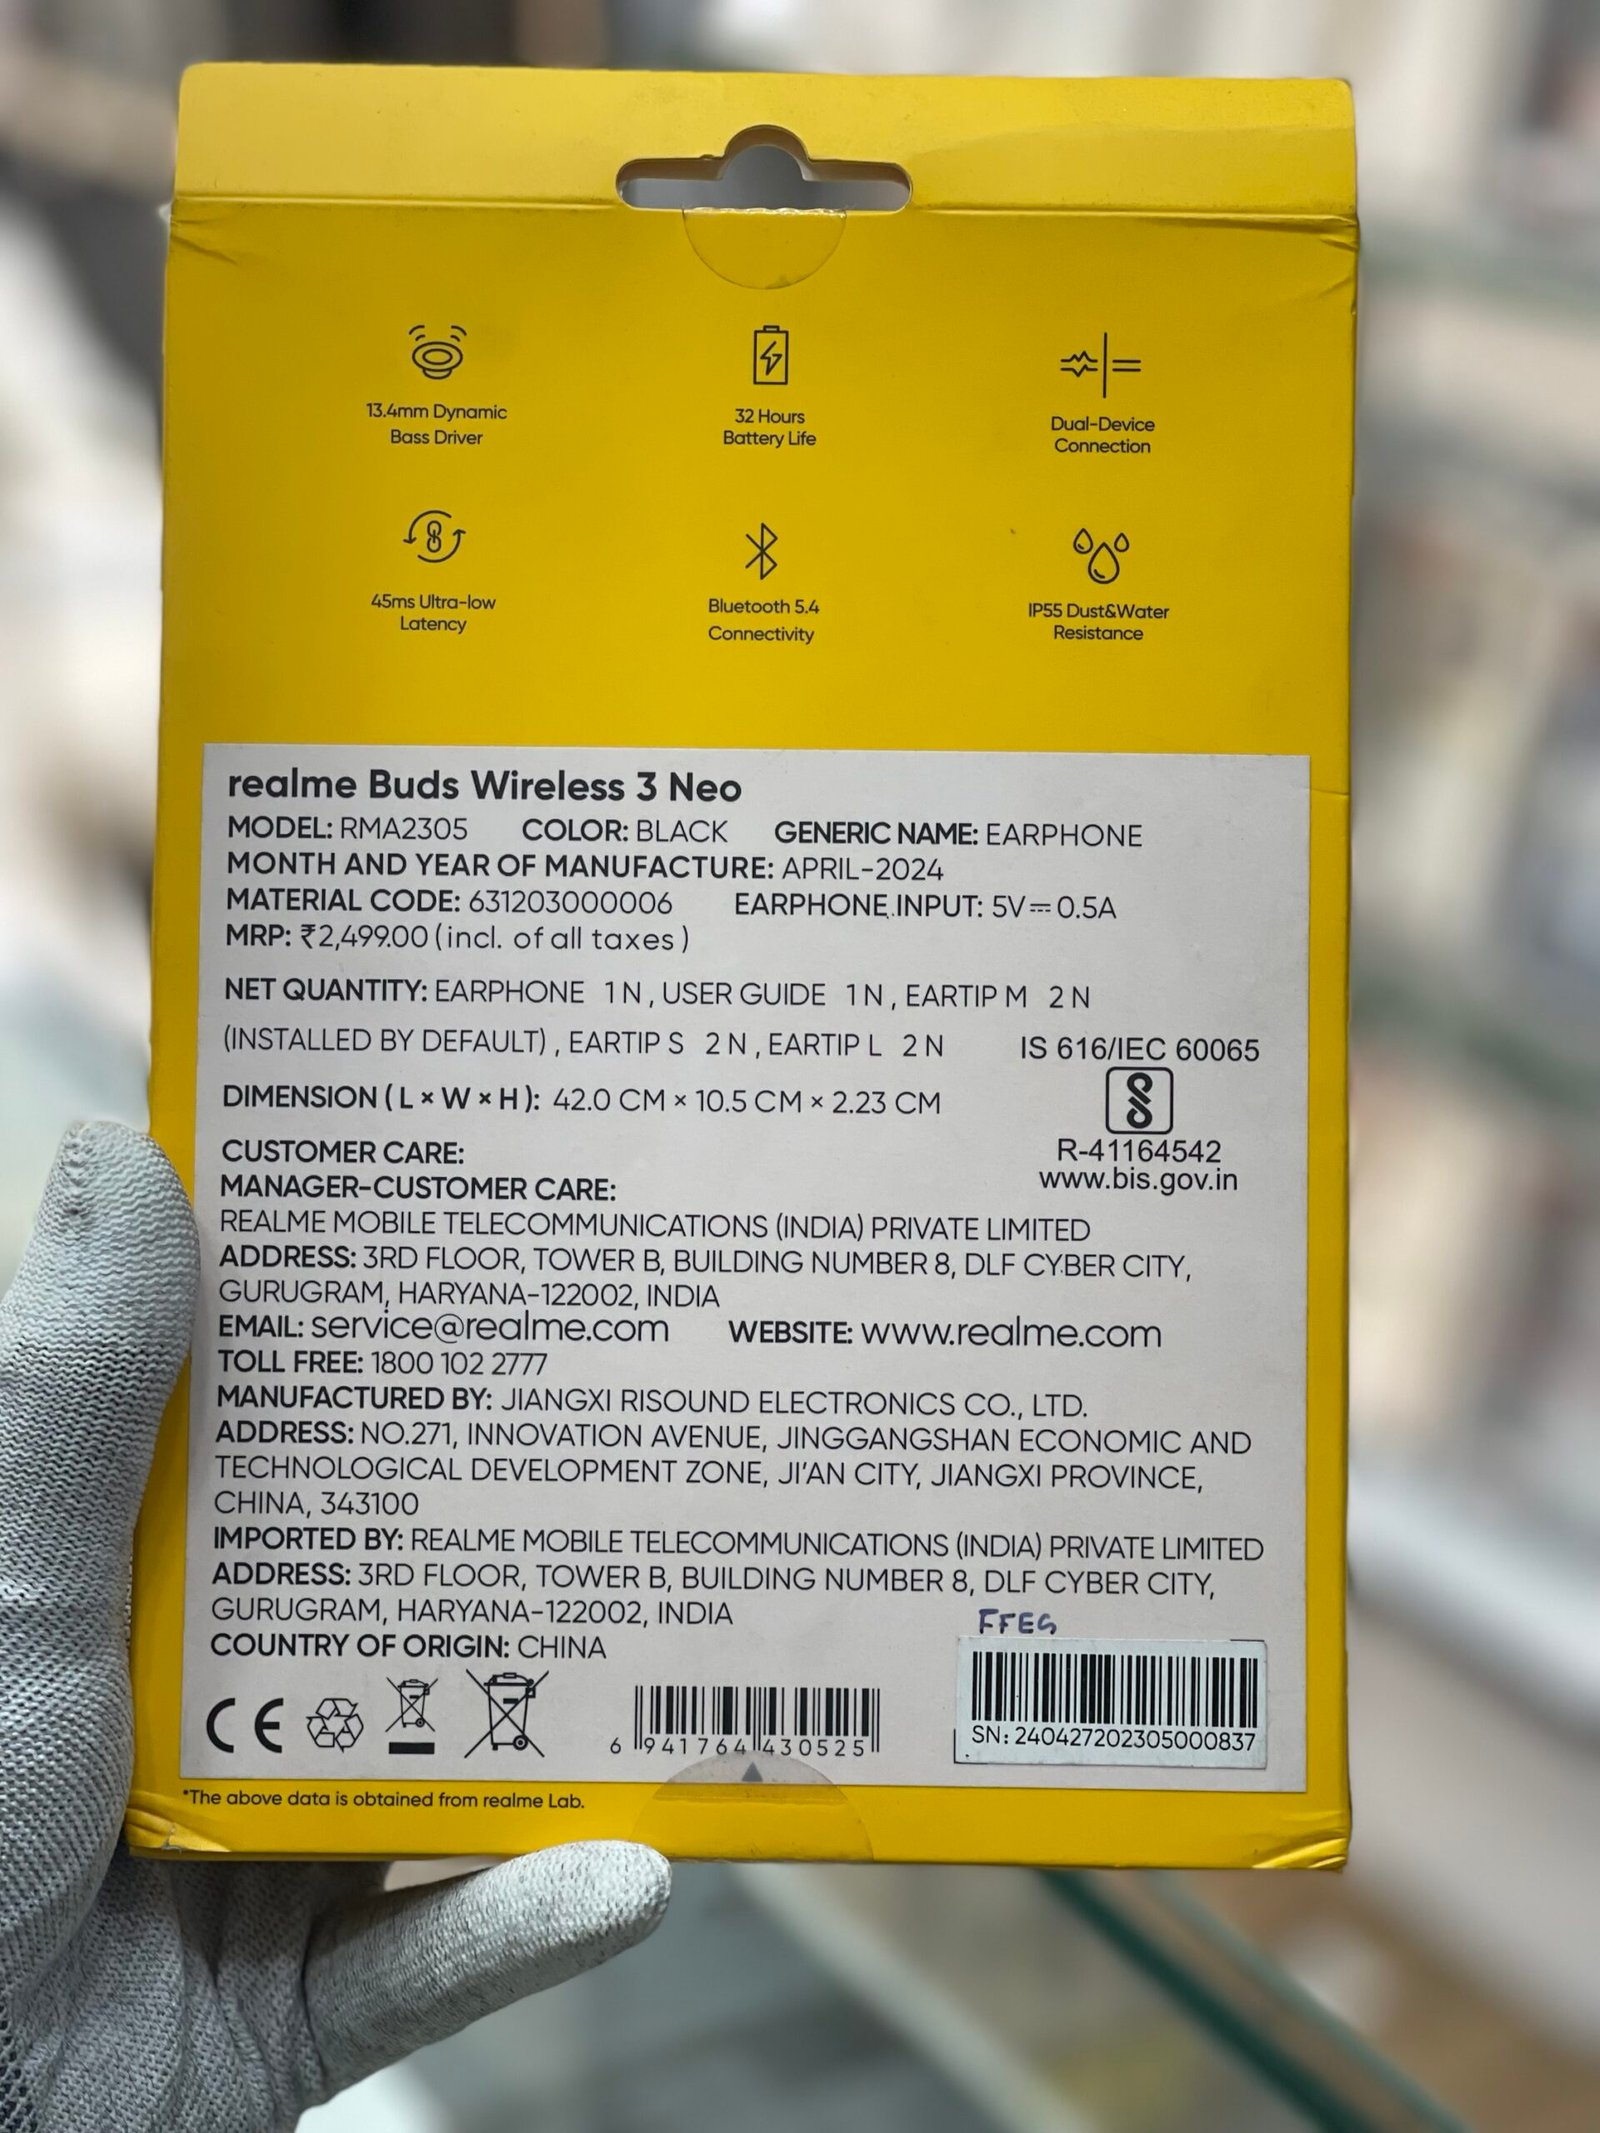 13.4mm Dynamic
Bass Driver
32 Hours
Battery Life
Dual-Device
Connection
45ms Ultra-low
Latency
Bluetooth 5.4
Connectivity
IP55 Dust&Water
Resistance
realme Buds Wireless 3 Neo
MODEL: RMA2305 COLOR: BLACK GENERIC NAME: EARPHONE
MONTH AND YEAR OF MANUFACTURE: APRIL-2024
MATERIAL CODE: 631203000006 EARPHONE INPUT: 5V⎓0.5A
MRP: ₹2,499.00 (incl. of all taxes)
NET QUANTITY: EARPHONE 1 N, USER GUIDE 1 N, EARTIP M 2 N
(INSTALLED BY DEFAULT), EARTIP S 2 N, EARTIP L 2 N
IS 616/IEC 60065
DIMENSION (L × W × H): 42.0 CM × 10.5 CM × 2.23 CM
R-41164542
www.bis.gov.in
CUSTOMER CARE:
MANAGER-CUSTOMER CARE:
REALME MOBILE TELECOMMUNICATIONS (INDIA) PRIVATE LIMITED
ADDRESS: 3RD FLOOR, TOWER B, BUILDING NUMBER 8, DLF CYBER CITY,
GURUGRAM, HARYANA-122002, INDIA
EMAIL: service@realme.com WEBSITE: www.realme.com
TOLL FREE: 1800 102 2777
MANUFACTURED BY: JIANGXI RISOUND ELECTRONICS CO., LTD.
ADDRESS: NO.271, INNOVATION AVENUE, JINGGANGSHAN ECONOMIC AND
TECHNOLOGICAL DEVELOPMENT ZONE, JI'AN CITY, JIANGXI PROVINCE,
CHINA, 343100
IMPORTED BY: REALME MOBILE TELECOMMUNICATIONS (INDIA) PRIVATE LIMITED
ADDRESS: 3RD FLOOR, TOWER B, BUILDING NUMBER 8, DLF CYBER CITY,
GURUGRAM, HARYANA-122002, INDIA
COUNTRY OF ORIGIN: CHINA
CE
6 941764 430525
SN: 240427202305000837
*The above data is obtained from realme Lab.